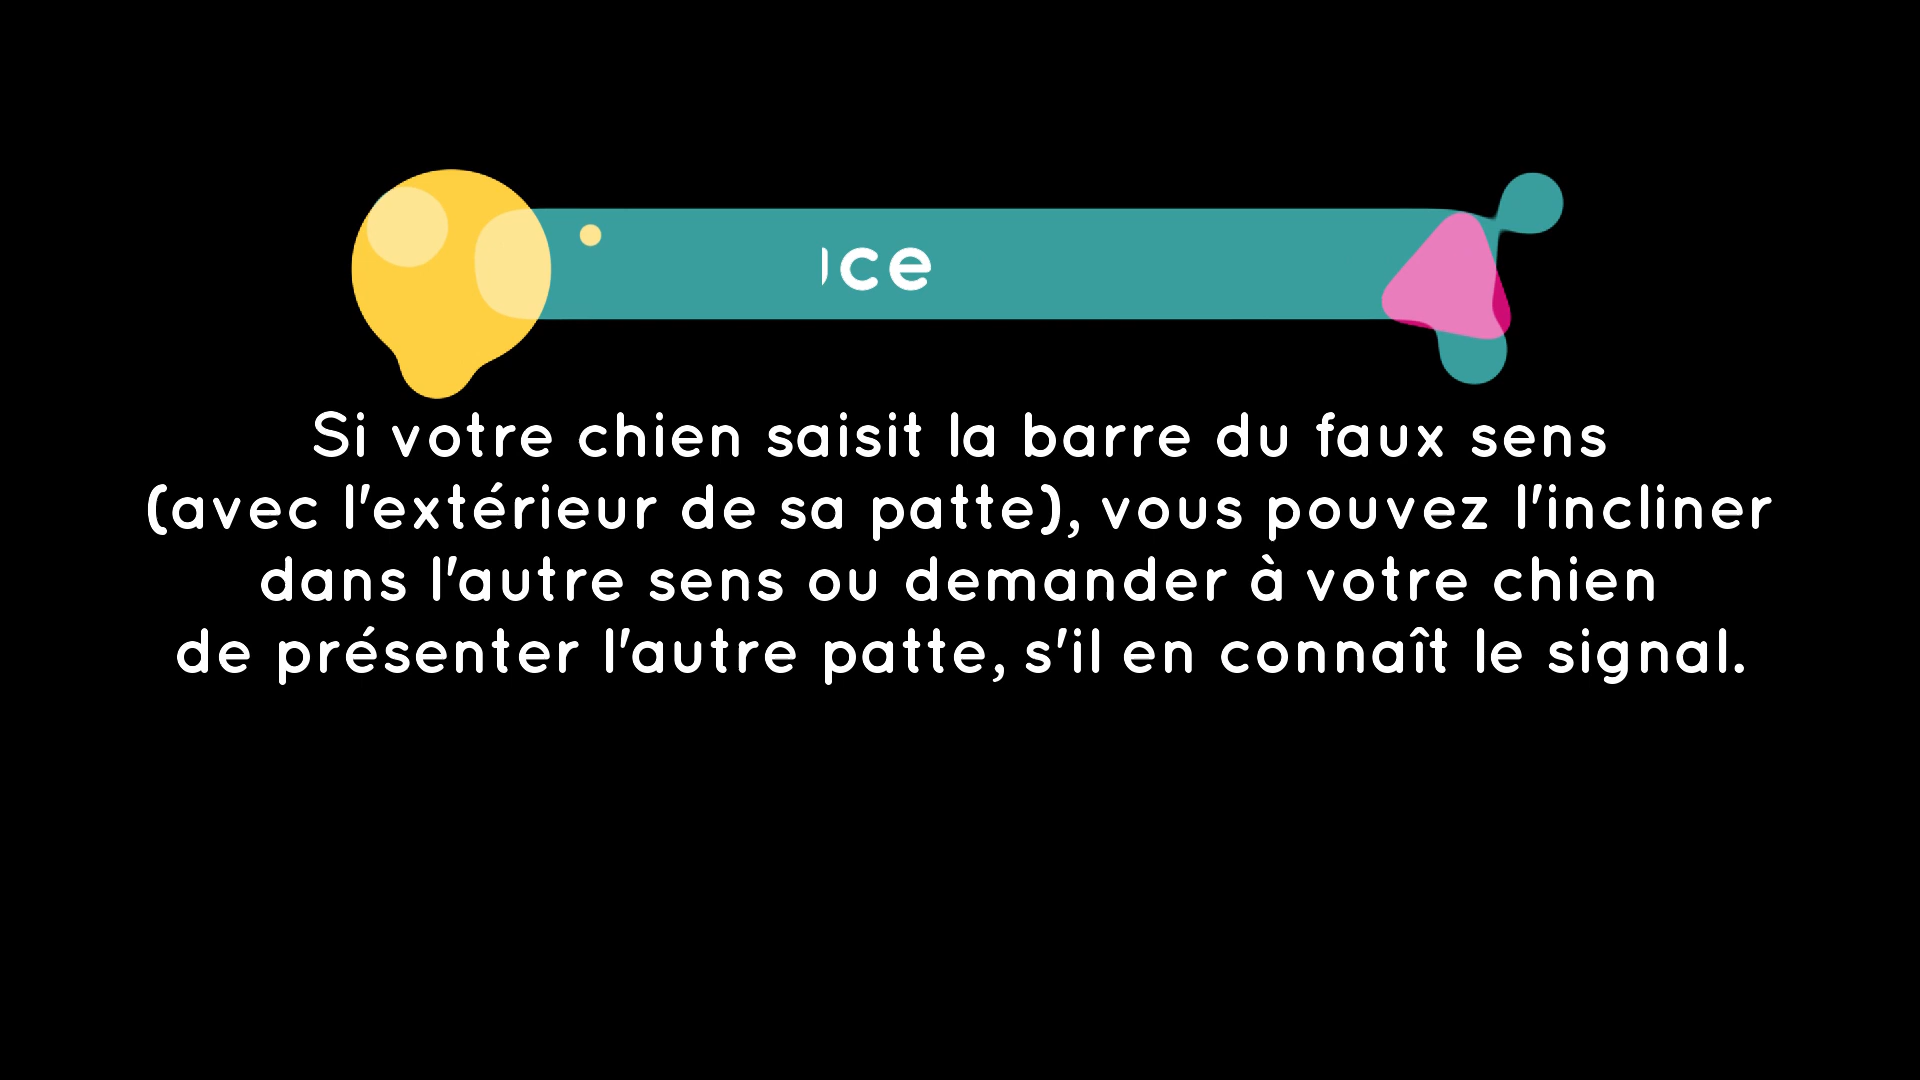 ce
Si votre chien saisit la barre du faux sens
(avec l'extérieur de sa patte), vous pouvez l'incliner
dans l'autre sens ou demander à votre chien
de présenter l'autre patte, s'il en connaît le signal.